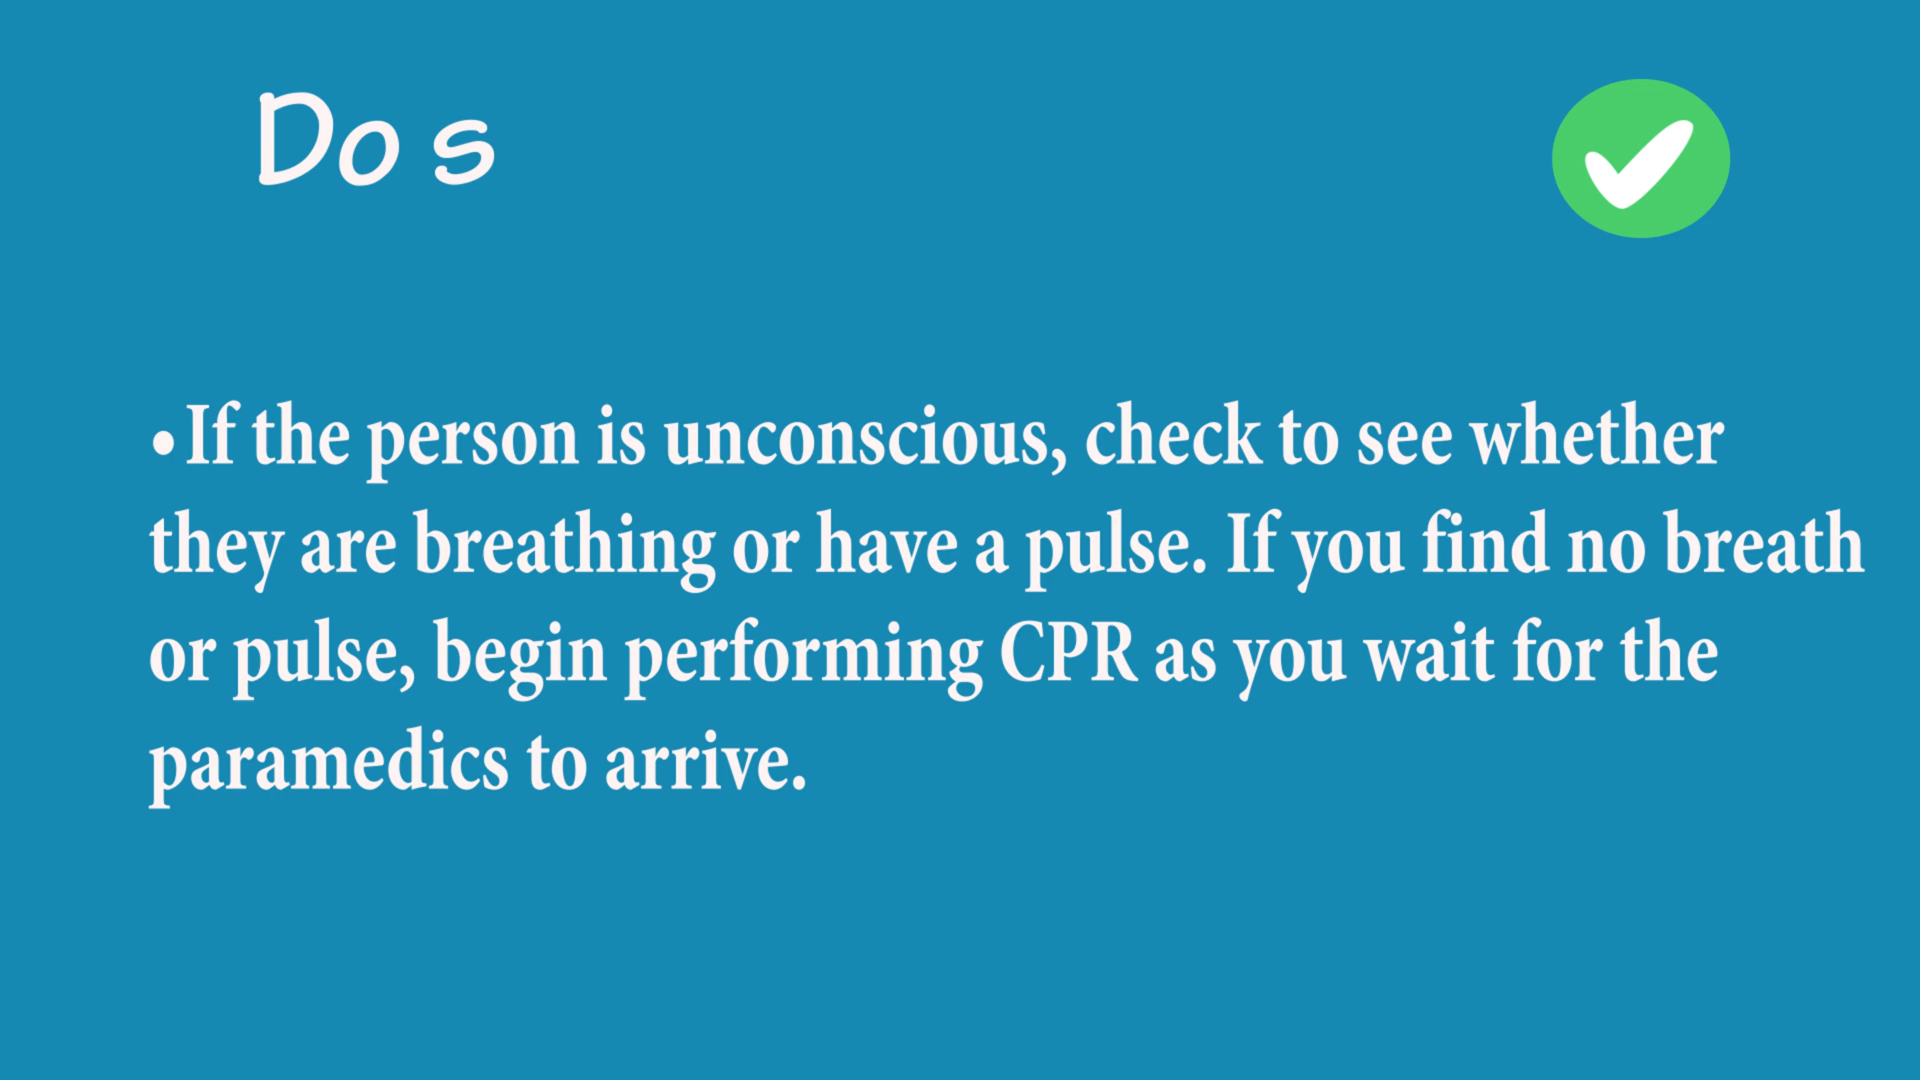 Do s
•If the person is unconscious, check to see whether
they are breathing or have a pulse. If you find no breath
or pulse, begin performing CPR as you wait for the
paramedics to arrive.